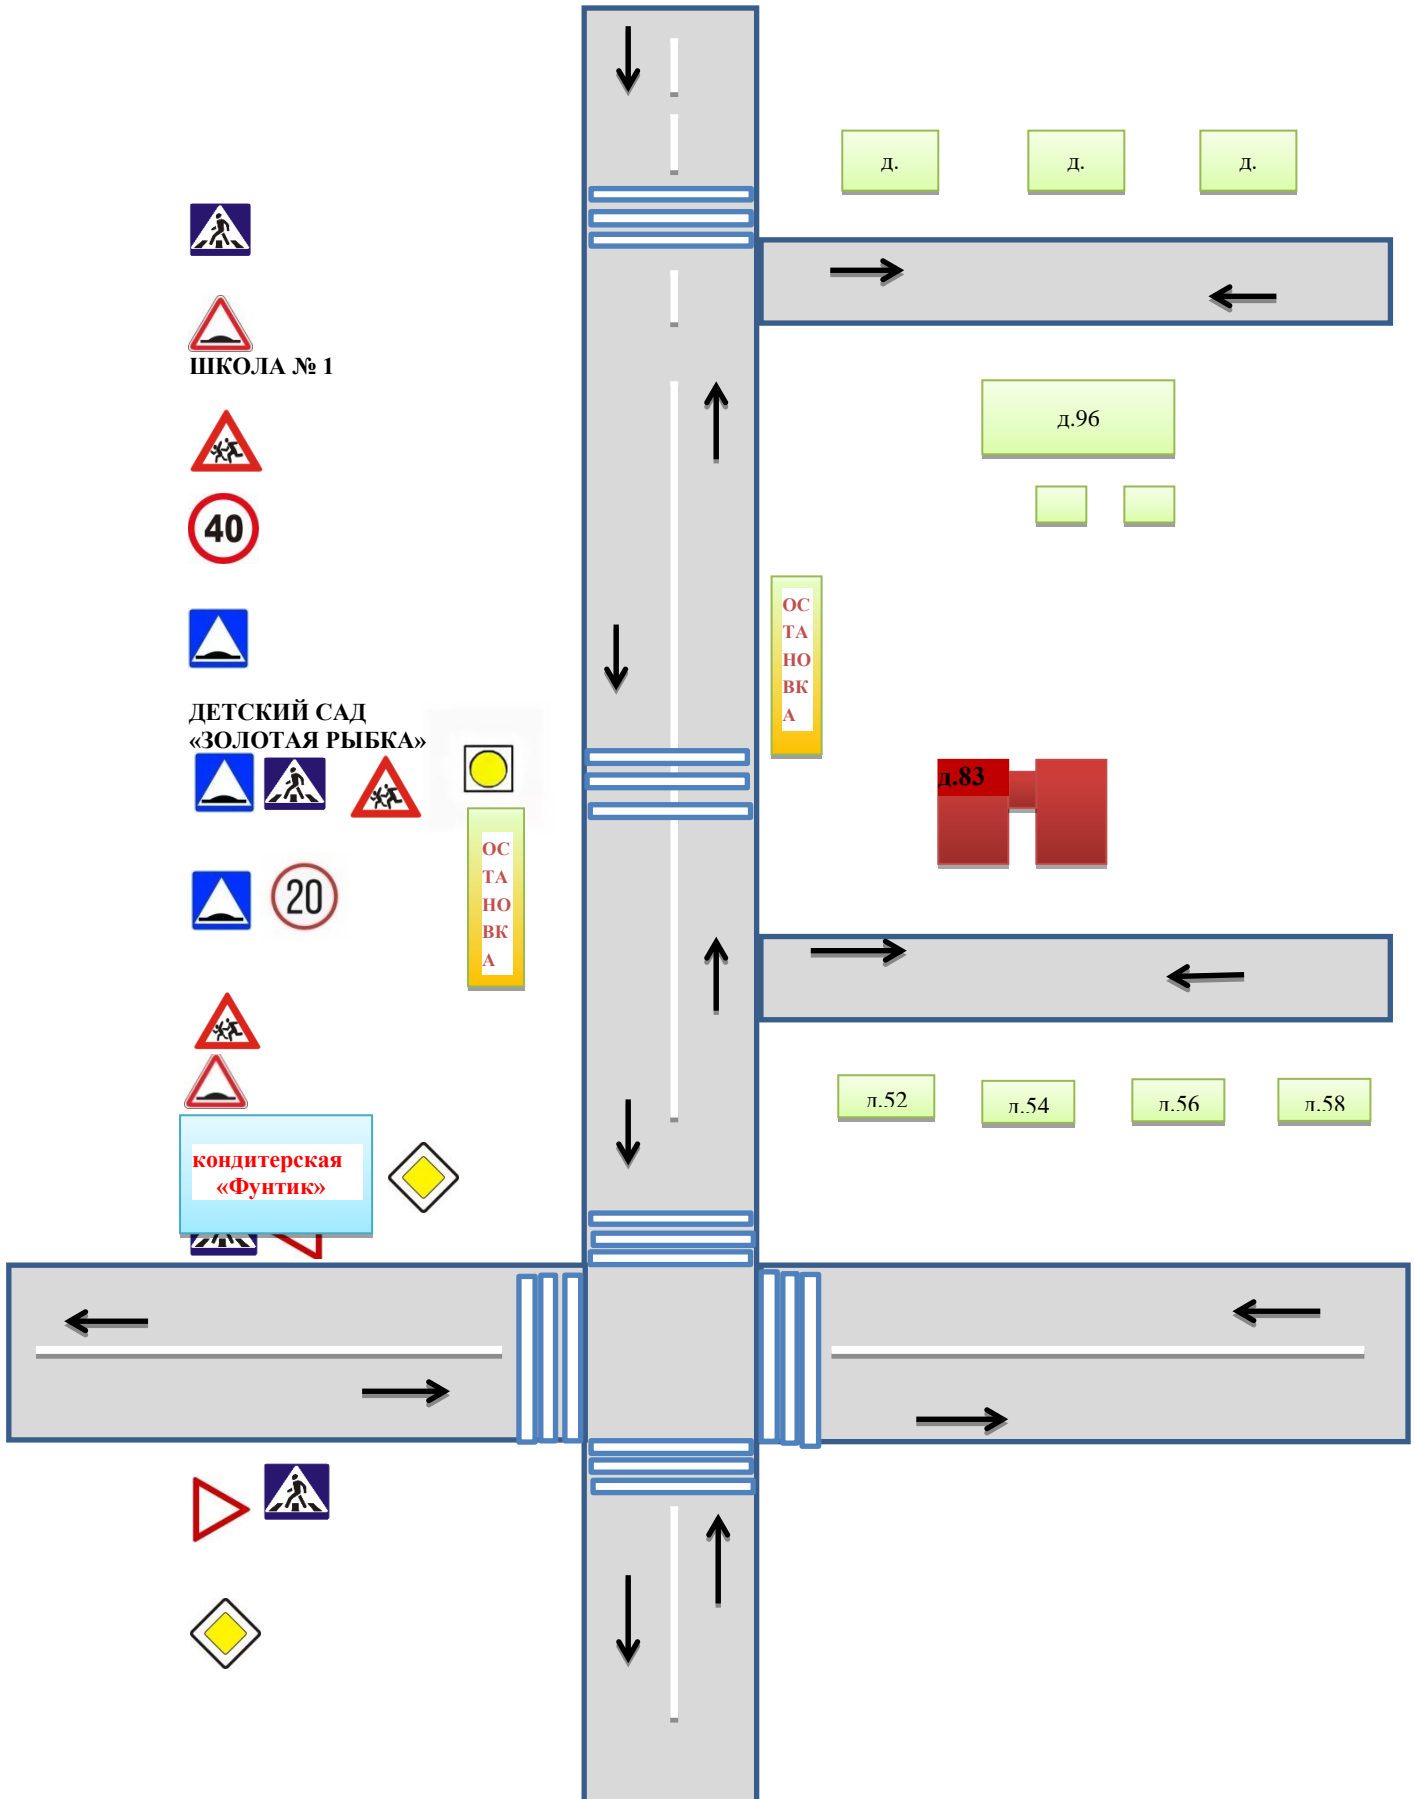 д.
д.
д.
ШКОЛА № 1
д.96
40
ОС
ТА
НО
ВК
А
ДЕТСКИЙ САД
«ЗОЛОТАЯ РЫБКА»
д.83
ОС
ТА
НО
ВК
А
20
д.52
д.54
д.56
д.58
кондитерская
«Фунтик»